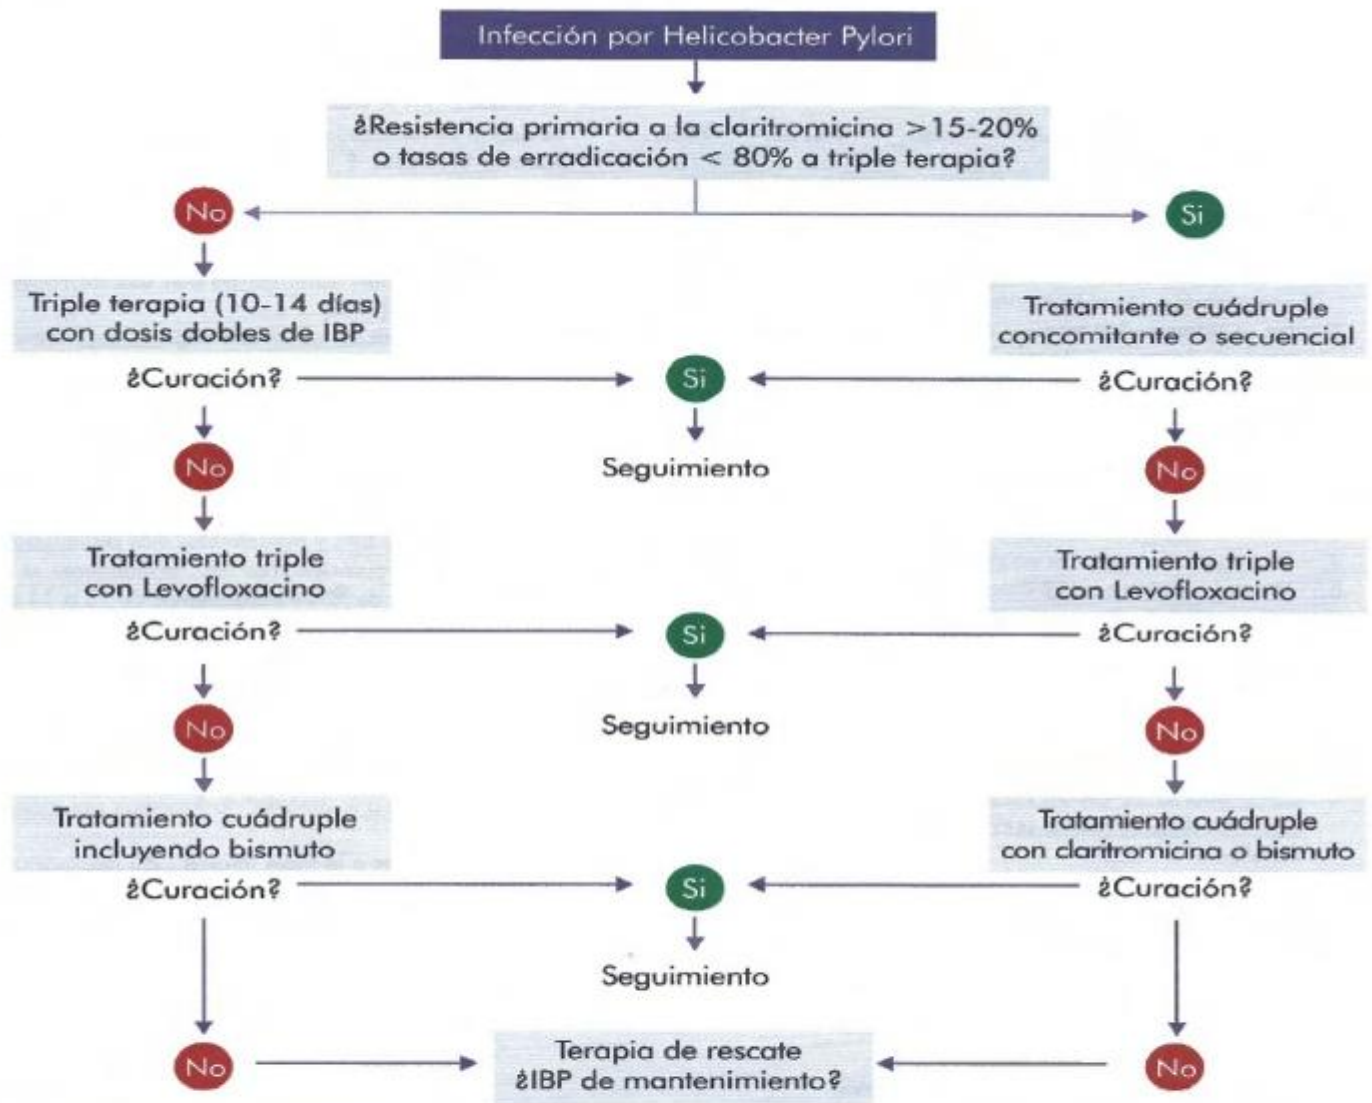 Infección por Helicobacter Pylori
¿Resistencia primaria a la claritromicina >15-20%
o tasas de erradicación < 80% a triple terapia?
No
Si
Triple terapia (10-14 días)
con dosis dobles de IBP
¿Curación?
Tratamiento cuádruple
concomitante o secuencial
¿Curación?
Si
Seguimiento
No
No
Tratamiento triple
con Levofloxacino
¿Curación?
Tratamiento triple
con Levofloxacino
¿Curación?
Si
Seguimiento
No
No
Tratamiento cuádruple
incluyendo bismuto
¿Curación?
Tratamiento cuádruple
con claritromicina o bismuto
¿Curación?
Si
Seguimiento
No
Terapia de rescate
¿IBP de mantenimiento?
No